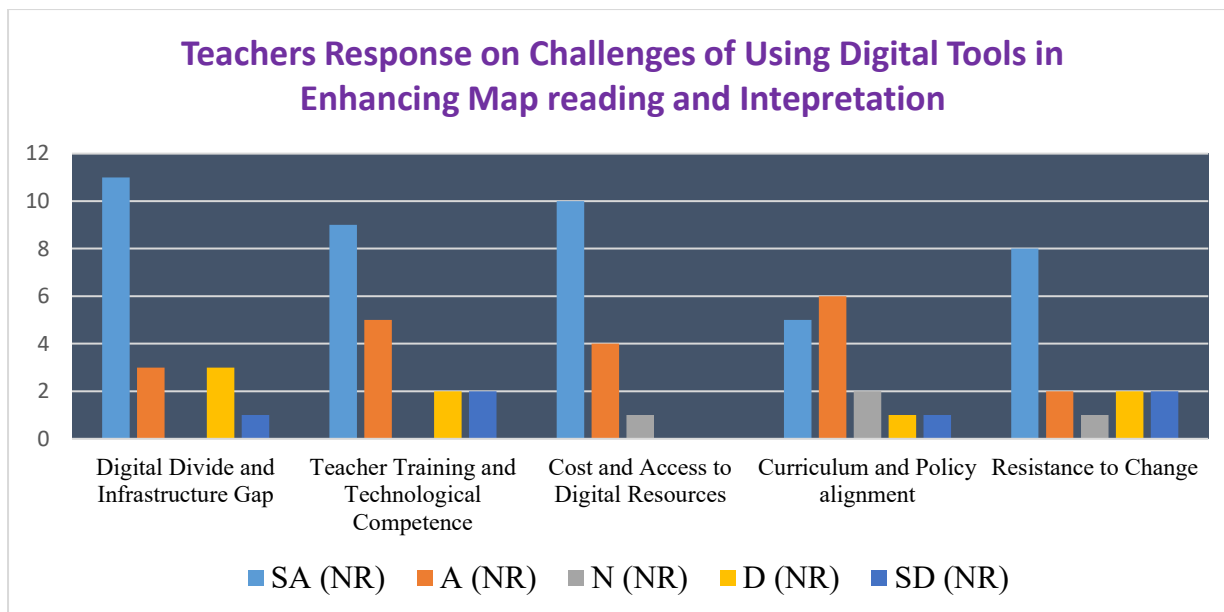 Teachers Response on Challenges of Using Digital Tools in
Enhancing Map reading and Intepretation
12
10
8
6
4
2
0
Digital Divide and
Infrastructure Gap
Teacher Training and
Technological
Competence
Cost and Access to
Digital Resources
Curriculum and Policy
alignment
Resistance to Change
SA (NR) A (NR) N (NR) D (NR) SD (NR)